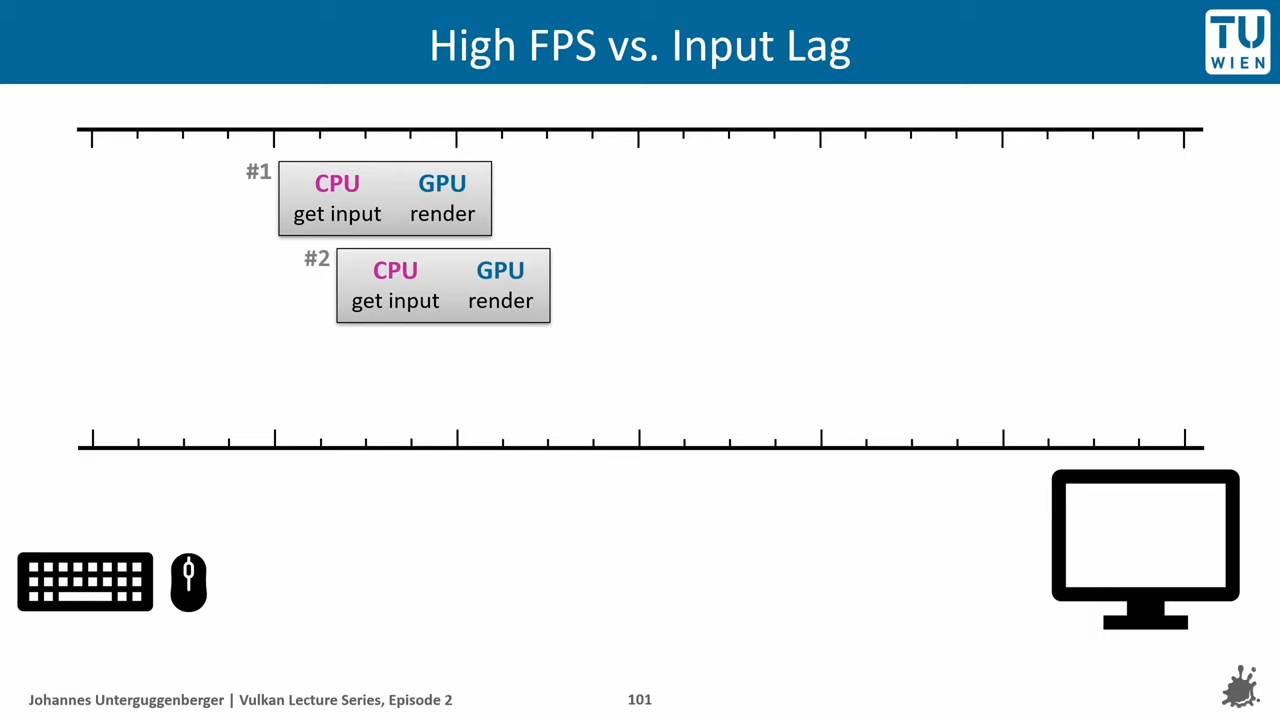 High FPS vs. Input Lag
TU
WIEN
#1
CPU GPU
get input render
#2
CPU GPU
get input render
Johannes Unterguggenberger | Vulkan Lecture Series, Episode 2
101